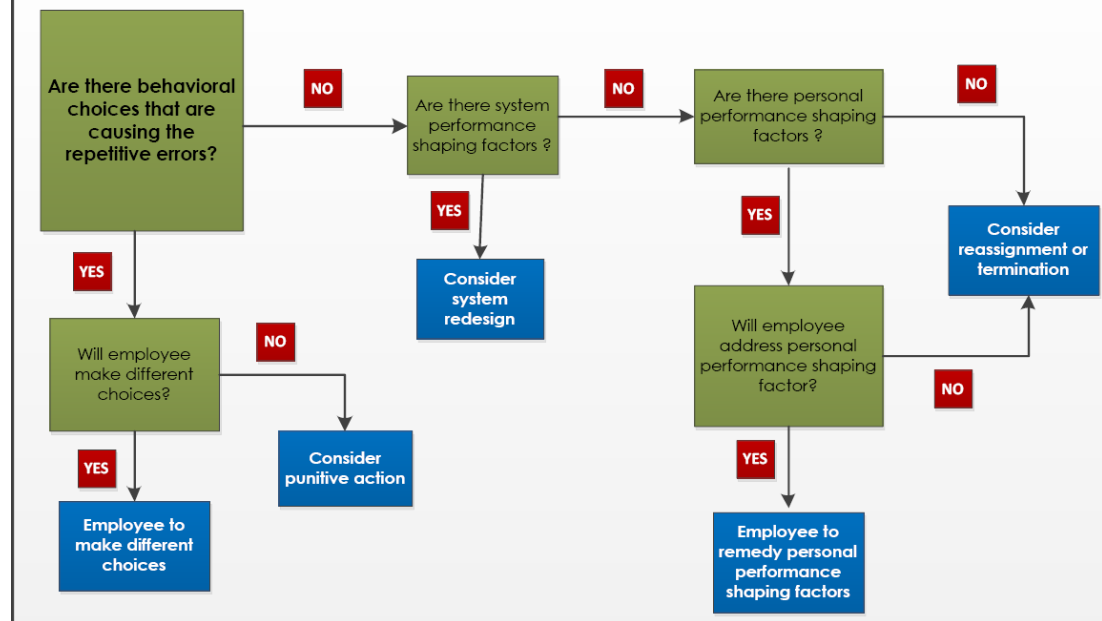 Are there behavioral
choices that are
causing the
repetitive errors?
NO
Are there system
performance
shaping factors ?
NO
Are there personal
performance shaping
factors ?
NO
YES
YES
YES
Consider
reassignment or
termination
Consider
system
redesign
Will employee
make different
choices?
NO
Will employee
address personal
performance shaping
factor?
NO
YES
Consider
punitive action
YES
Employee to
make different
choices
Employee to
remedy personal
performance
shaping factors